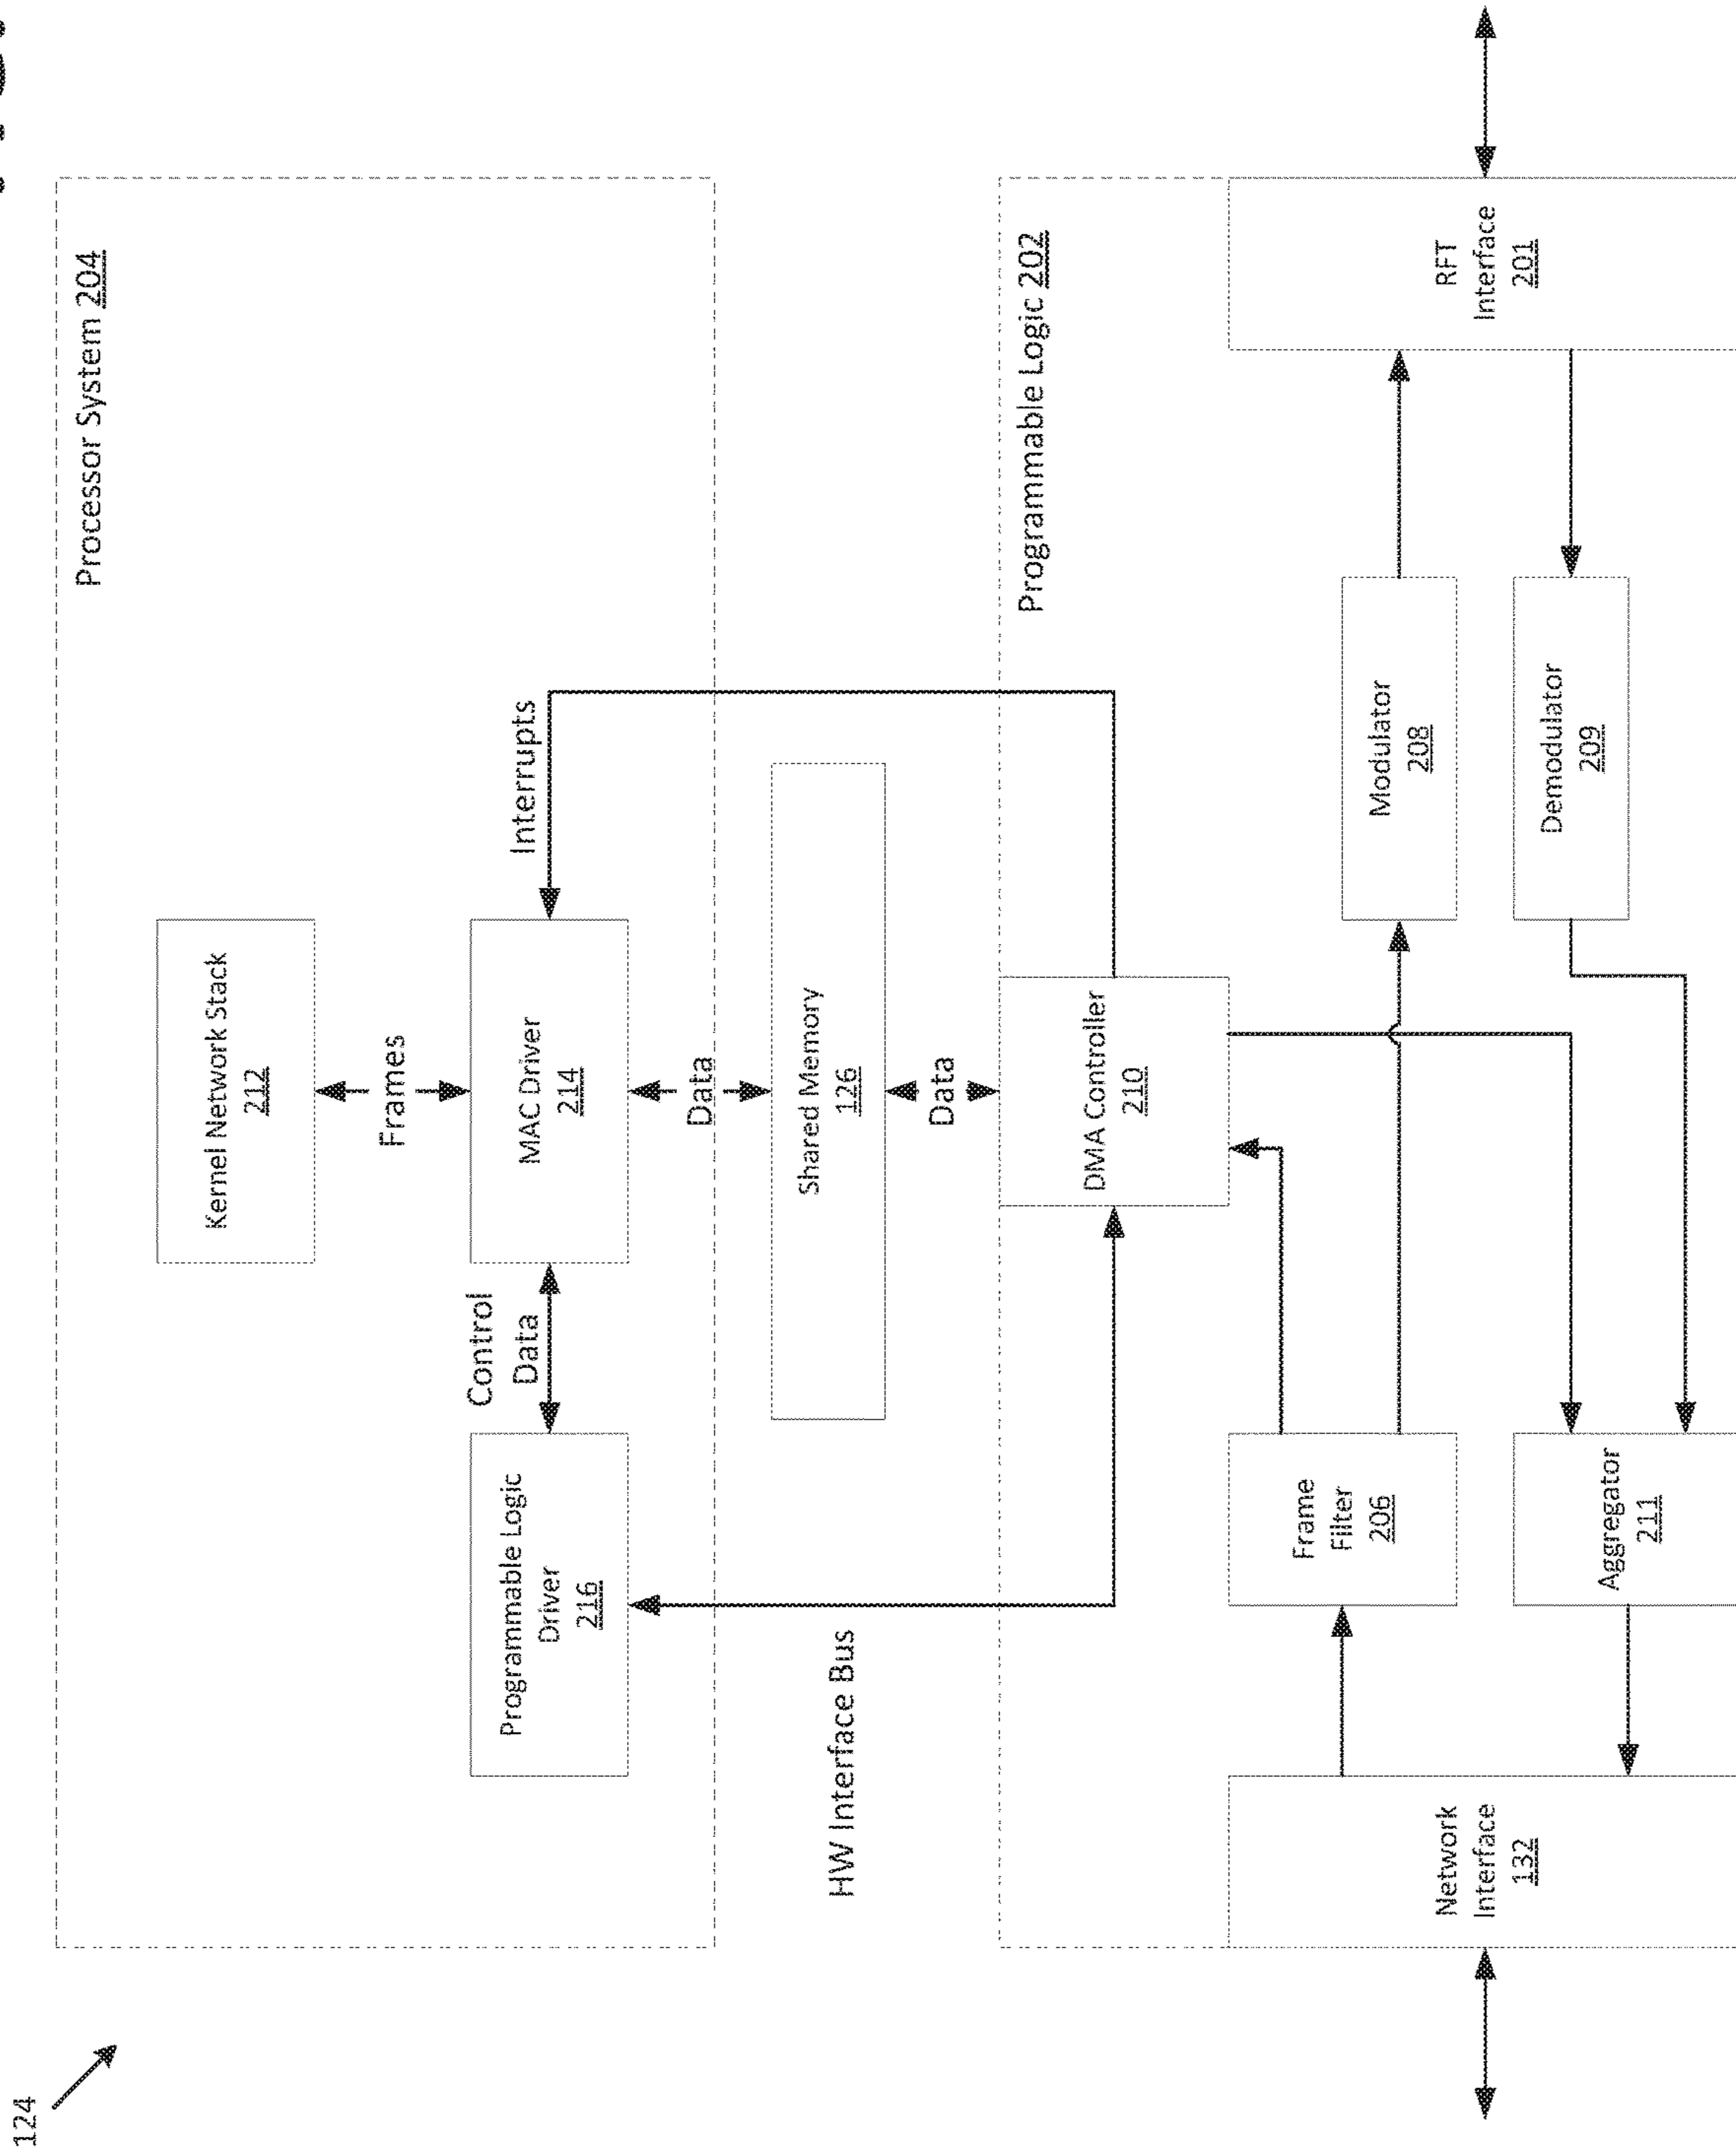 124
Processor System 204
Kernel Network Stack
212
Frames
Programmable Logic
Driver
216
Control
Data
MAC Driver
214
Interrupts
Data
Shared Memory
126
HW Interface Bus
Data
Programmable Logic 202
DMA Controller
210
Network
Interface
132
Frame
Filter
206
Modulator
208
RFT
Interface
201
Aggregator
211
Demodulator
209